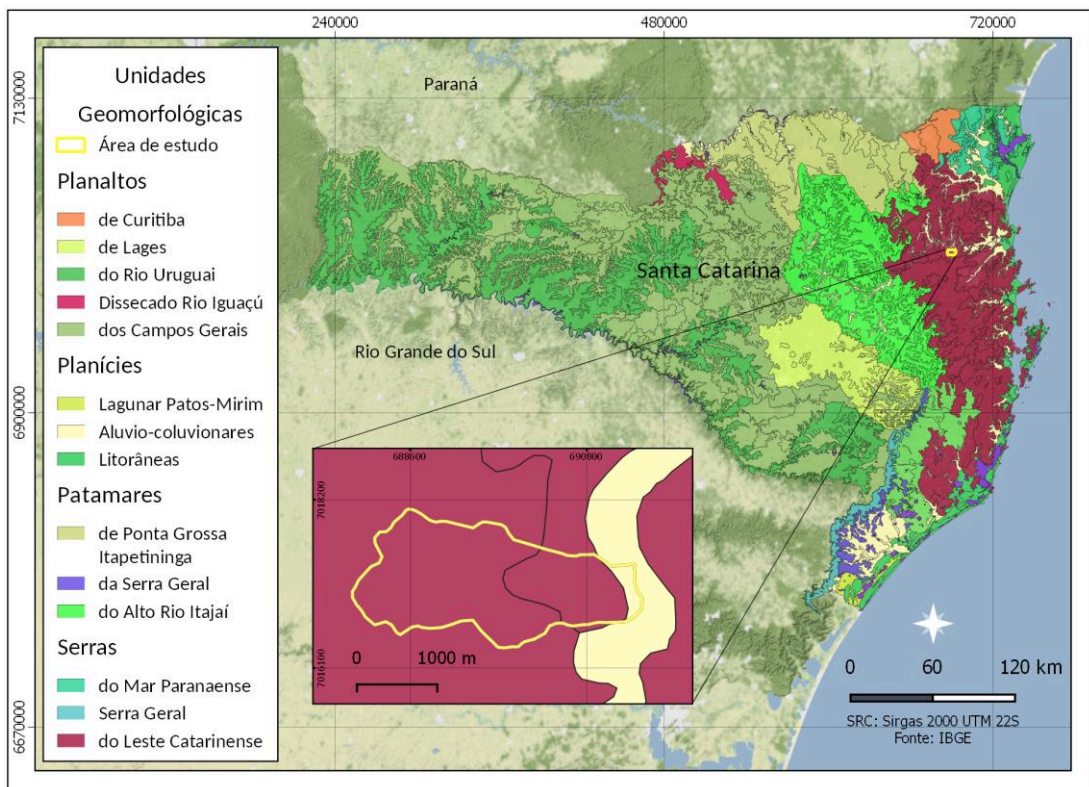 240000
480000
720000
7130000
6900000
6670000
Unidades
Geomorfológicas
Área de estudo
Planaltos
de Curitiba
de Lages
do Rio Uruguai
Dissecado Rio Iguaçú
dos Campos Gerais
Planícies
Lagunar Patos-Mirim
Aluvio-coluvionares
Litorâneas
Patamares
de Ponta Grossa
Itapetininga
da Serra Geral
do Alto Rio Itajaí
Serras
do Mar Paranaense
Serra Geral
do Leste Catarinense
Paraná
Santa Catarina
Rio Grande do Sul
688600
690800
7018200
7016100
0 1000 m
0 60 120 km
SRC: Sirgas 2000 UTM 22S
Fonte: IBGE